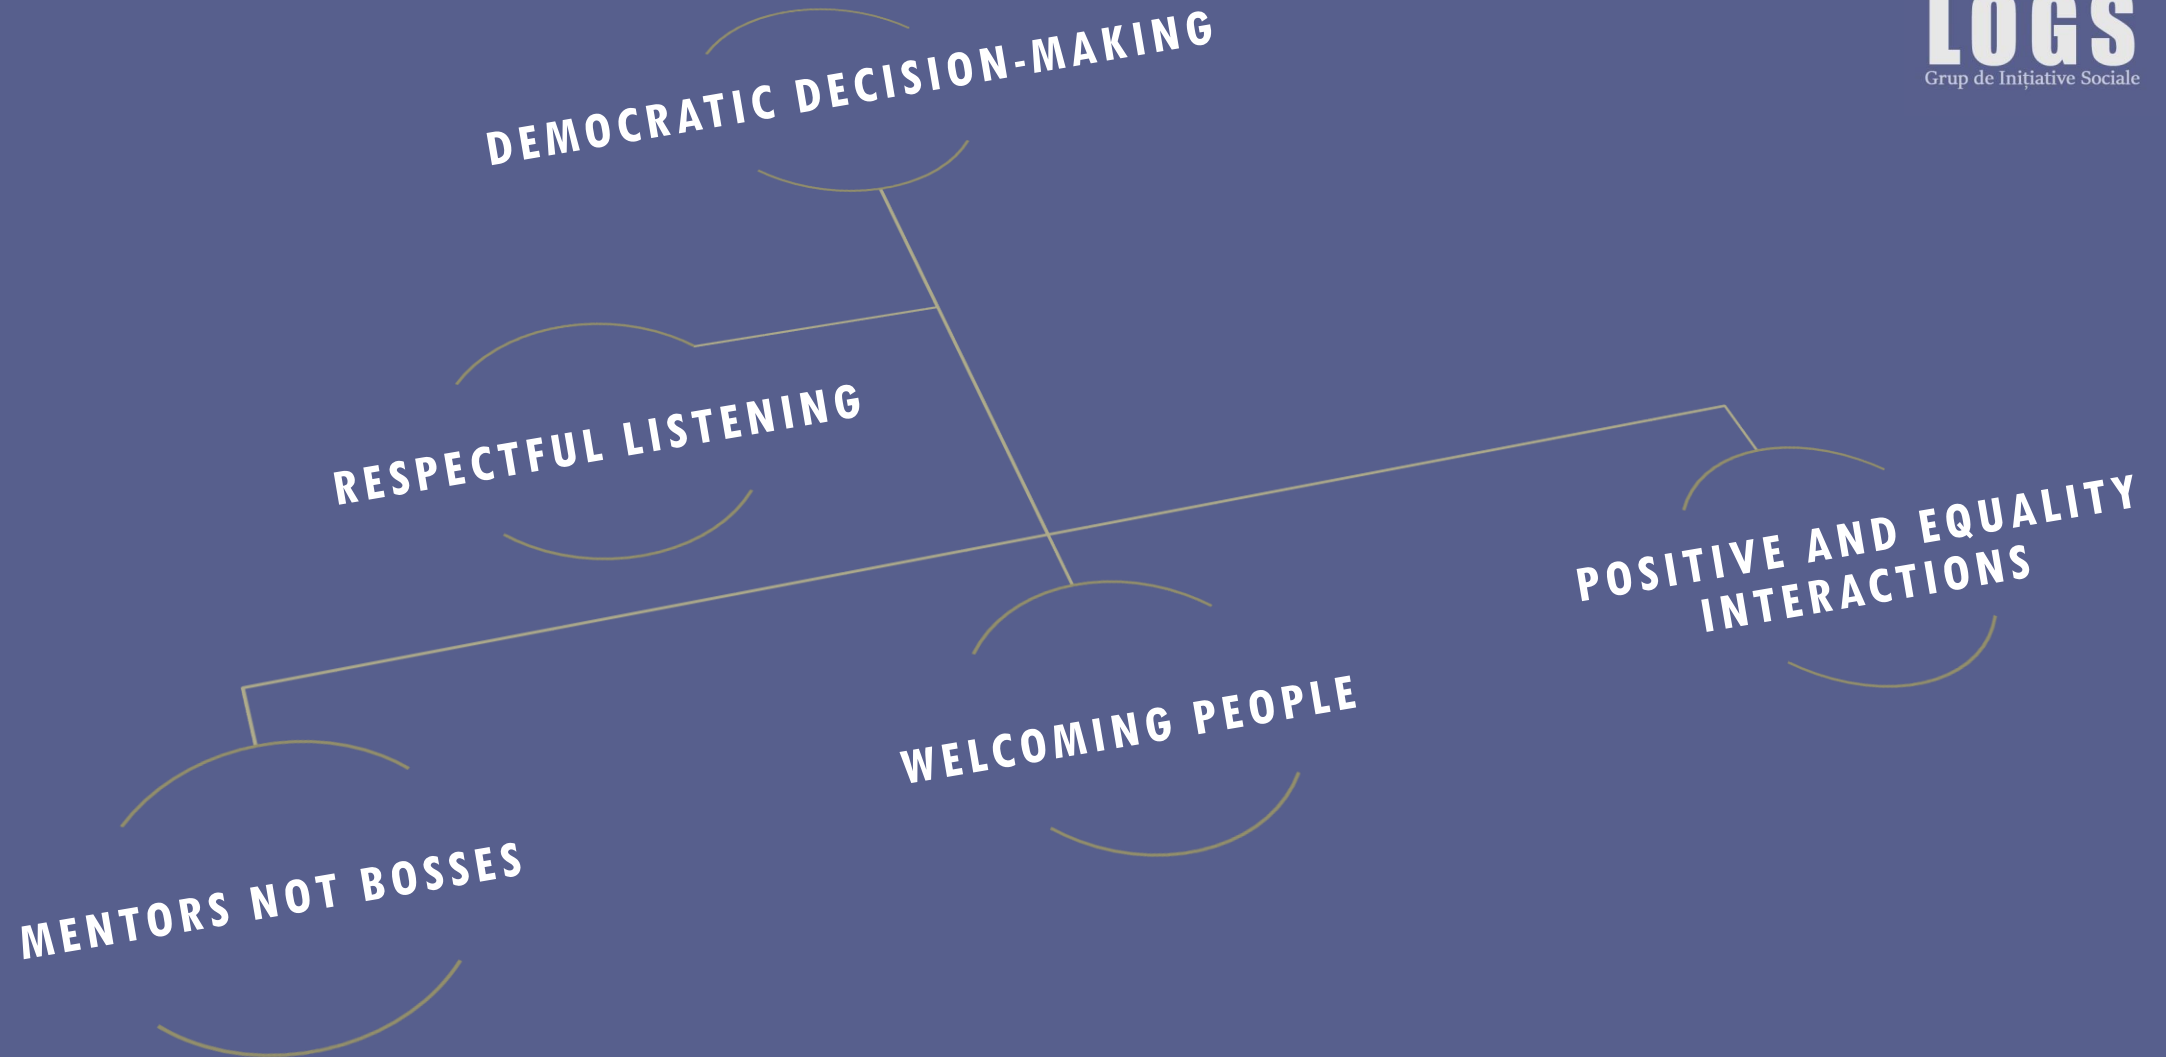 LOGS
Grup de Inițiative Sociale
DEMOCRATIC DECISION-MAKING
RESPECTFUL LISTENING
POSITIVE AND EQUALITY
INTERACTIONS
WELCOMING PEOPLE
MENTORS NOT BOSSES